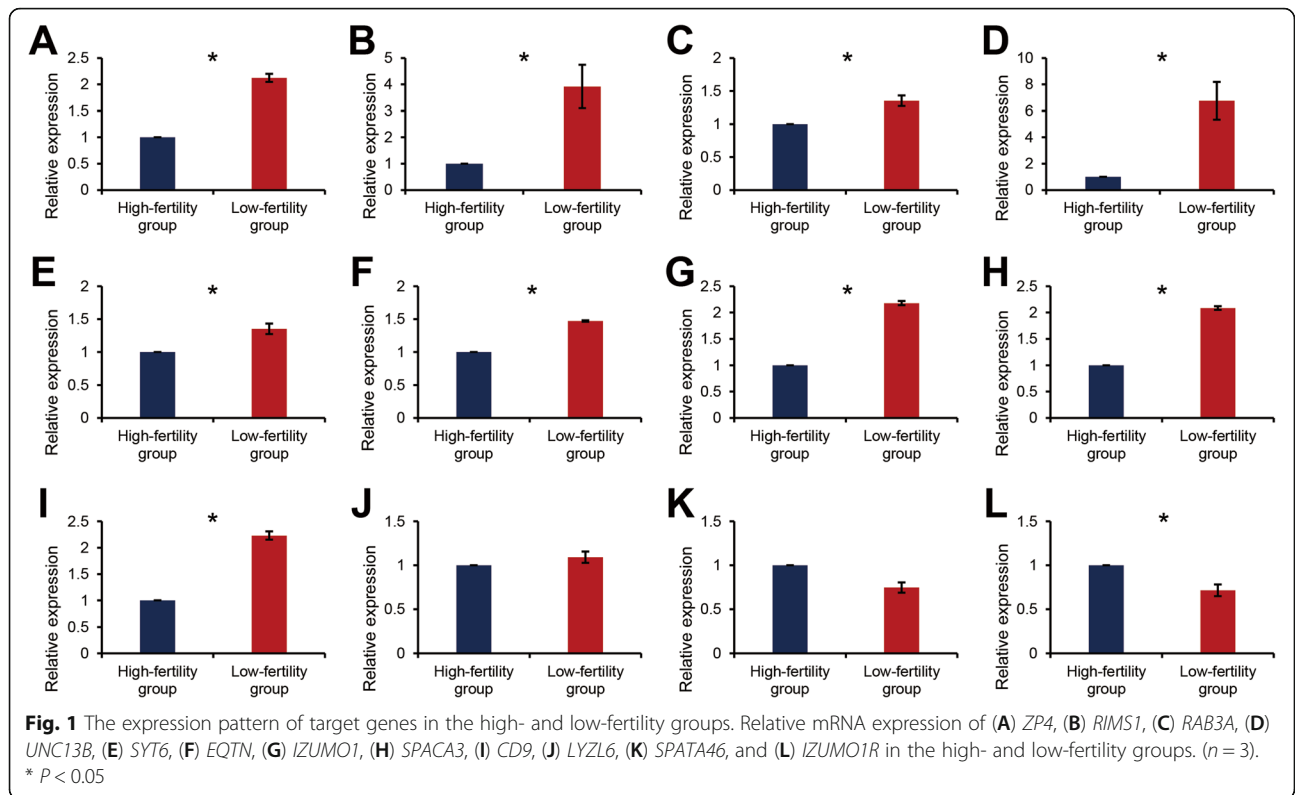 A
*
Relative expression
2.5
2
1.5
1
0.5
0
High-fertility group
Low-fertility group
B
*
Relative expression
5
4
3
2
1
0
High-fertility group
Low-fertility group
C
*
Relative expression
2
1.5
1
0.5
0
High-fertility group
Low-fertility group
D
*
Relative expression
10
8
6
4
2
0
High-fertility group
Low-fertility group
E
*
Relative expression
2
1.5
1
0.5
0
High-fertility group
Low-fertility group
F
*
Relative expression
2
1.5
1
0.5
0
High-fertility group
Low-fertility group
G
*
Relative expression
2.5
2
1.5
1
0.5
0
High-fertility group
Low-fertility group
H
*
Relative expression
2.5
2
1.5
1
0.5
0
High-fertility group
Low-fertility group
I
*
Relative expression
2.5
2
1.5
1
0.5
0
High-fertility group
Low-fertility group
J
Relative expression
1.5
1
0.5
0
High-fertility group
Low-fertility group
K
Relative expression
1.5
1
0.5
0
High-fertility group
Low-fertility group
L
*
Relative expression
1.5
1
0.5
0
High-fertility group
Low-fertility group
Fig. 1 The expression pattern of target genes in the high- and low-fertility groups. Relative mRNA expression of (A) ZP4, (B) RIMS1, (C) RAB3A, (D)
UNC13B, (E) SYT6, (F) EQTN, (G) IZUMO1, (H) SPACA3, (I) CD9, (J) LYZL6, (K) SPATA46, and (L) IZUMO1R in the high- and low-fertility groups. (n = 3).
* P < 0.05